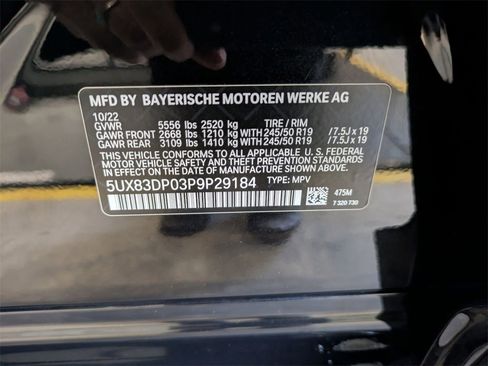 MFD BY BAYERISCHE MOTOREN WERKE AG
10/22
GVWR 5556 lbs 2520 kg TIRE / RIM
GAWR FRONT 2668 lbs 1210 kg WITH 245/50 R19 /7.5J x 19
GAWR REAR 3109 lbs 1410 kg WITH 245/50 R19 /7.5J x 19
THIS VEHICLE CONFORMS TO ALL APPLICABLE U. S. FEDERAL
MOTOR VEHICLE SAFETY AND THEFT PREVENTION STANDARDS
IN EFFECT ON THE DATE OF MANUFACTURE SHOWN ABOVE.
5UX83DP03P9P29184 TYPE: MPV
475M
7 320 730